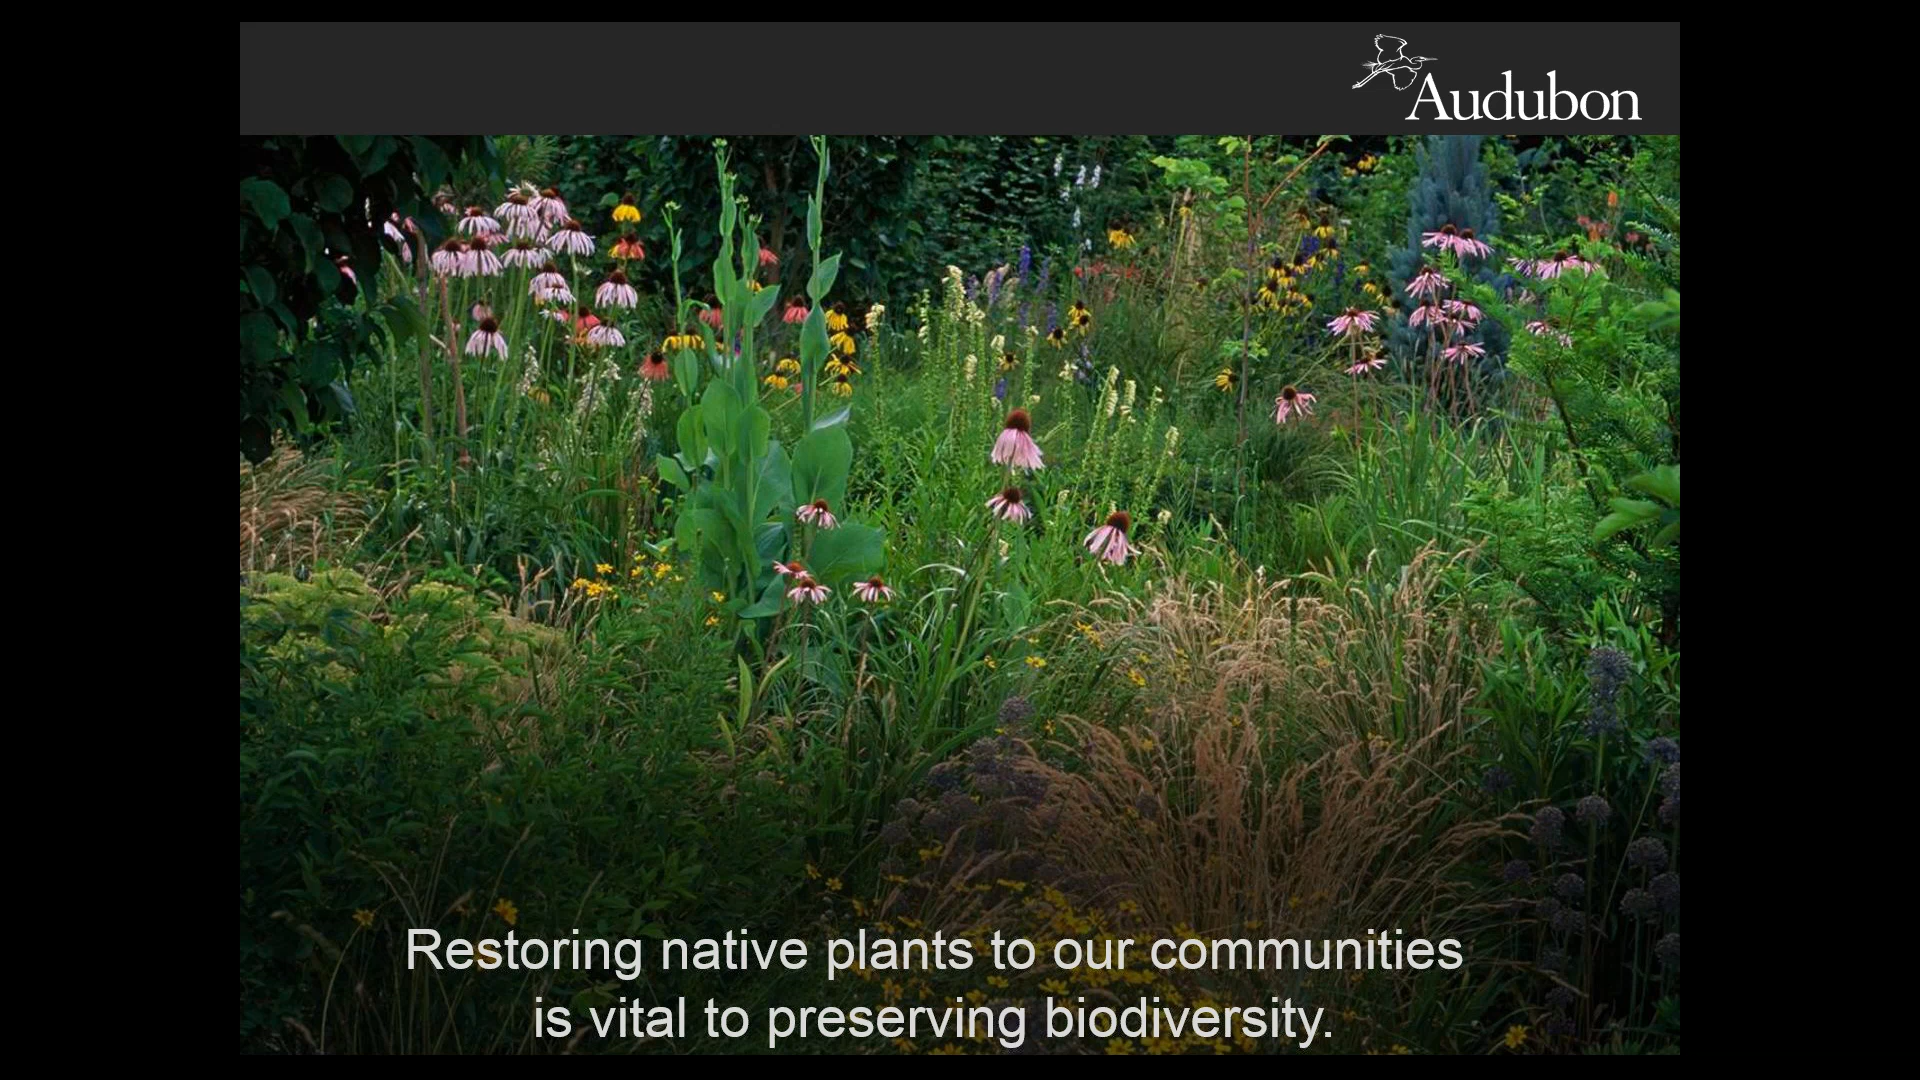 Audubon
Restoring native plants to our communities
is vital to preserving biodiversity.